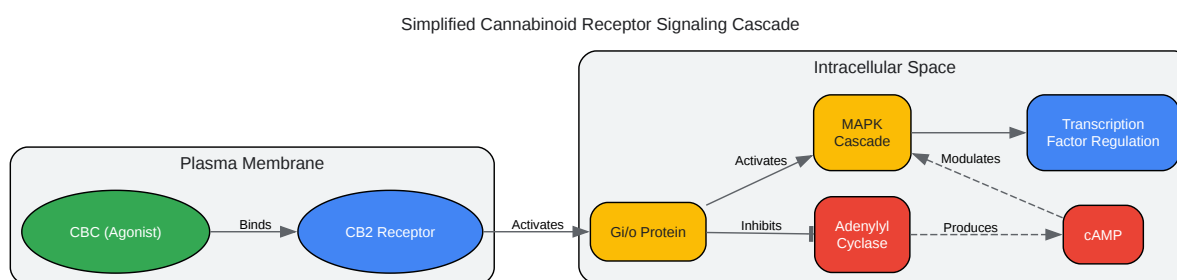 Simplified Cannabinoid Receptor Signaling Cascade
Plasma Membrane
CBC (Agonist)
Binds
CB2 Receptor
Activates
Intracellular Space
Gi/o Protein
Activates
Inhibits
MAPK
Cascade
Adenylyl
Cyclase
Modulates
Produces
Transcription
Factor Regulation
cAMP